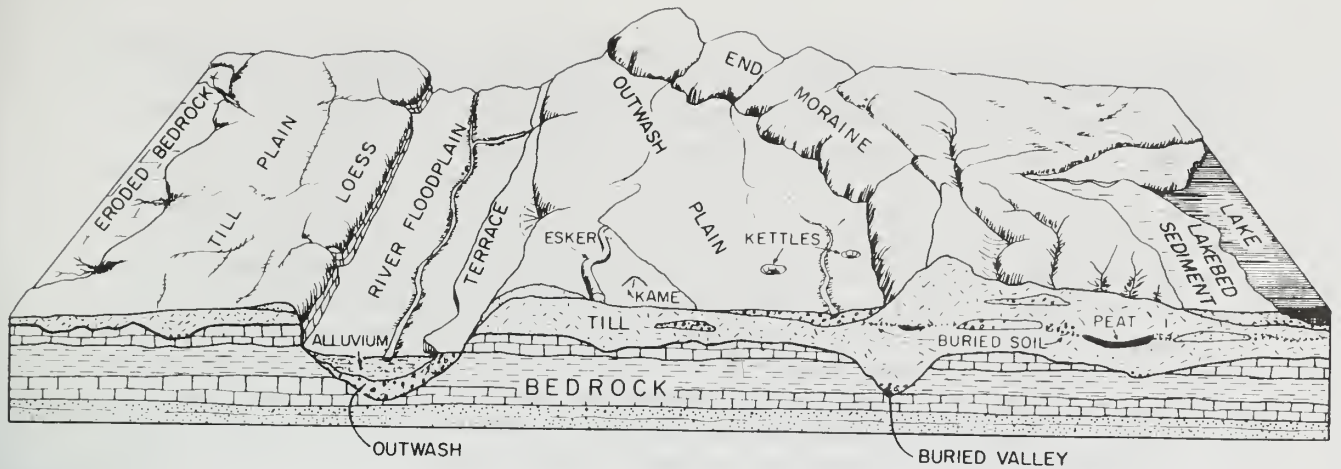 ERODED BEDROCK
TILL PLAIN
LOESS
RIVER FLOODPLAIN
TERRACE
OUTWASH PLAIN
END MORAINE
ESKER
KAME
KETTLES
LAKE
LAKEBED
SEDIMENT
ALLUVIUM
TILL
BURIED SOIL
PEAT
BEDROCK
OUTWASH
BURIED VALLEY